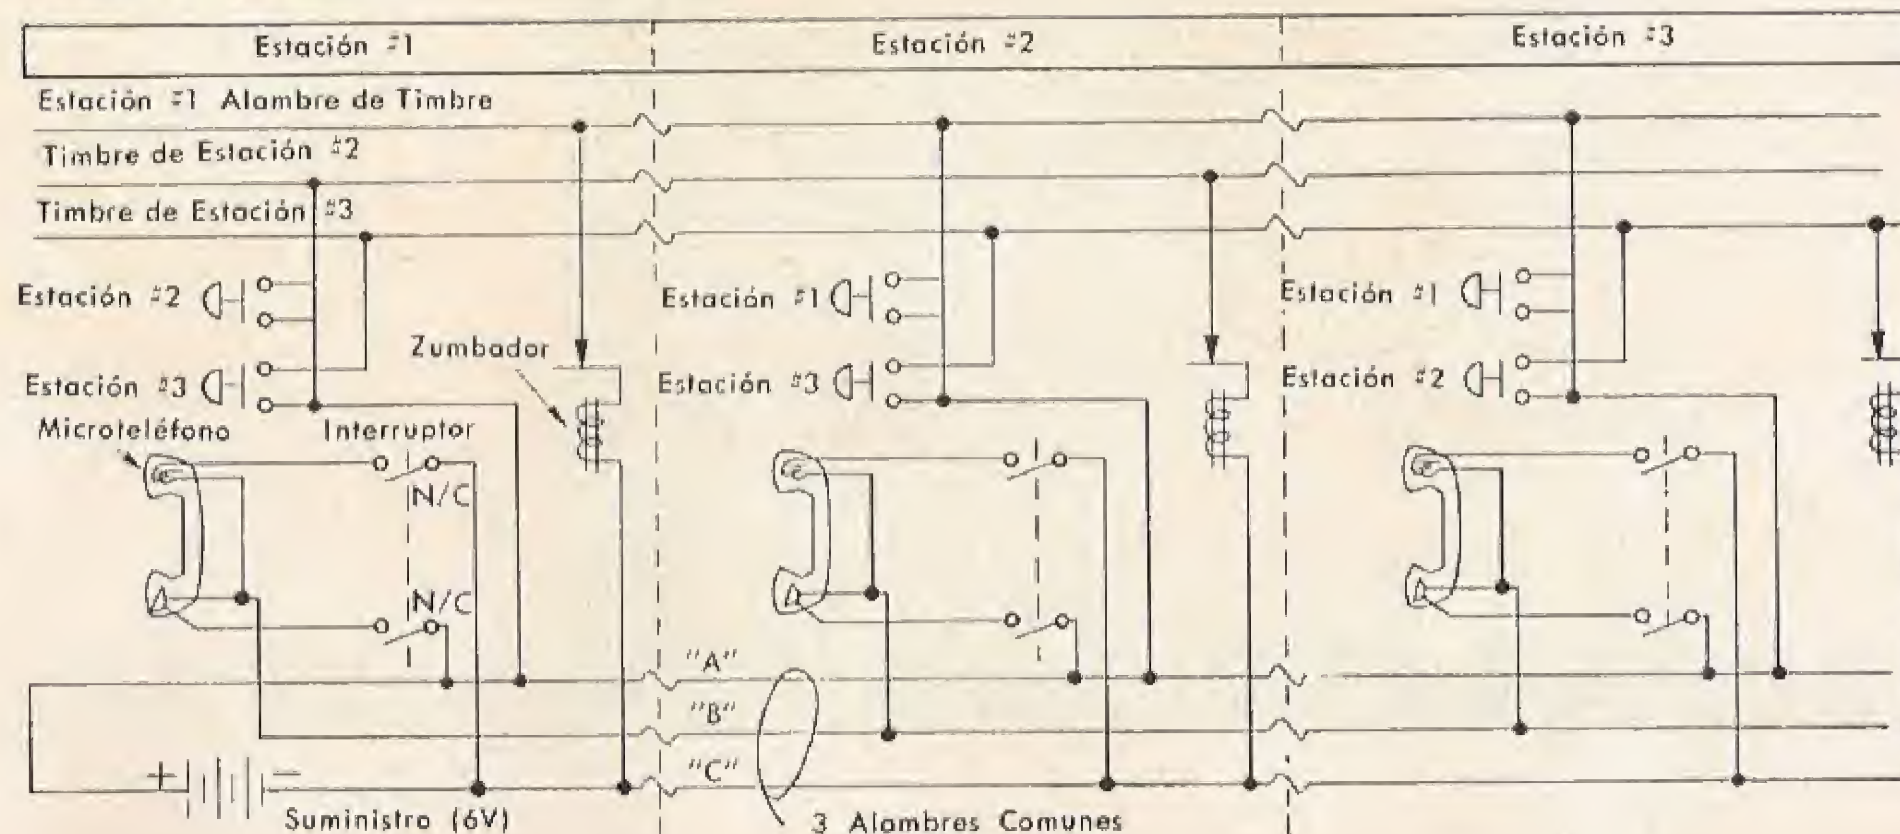 Estación #1
Estación #2
Estación #3
Estación #1 Alambre de Timbre
Timbre de Estación #2
Timbre de Estación #3
Estación #2
Estación #1
Estación #1
Zumbador
Estación #3
Estación #3
Estación #2
Microteléfono
Interruptor
N/C
N/C
"A"
"B"
"C"
+
−
Suministro (6V)
3 Alambres Comunes